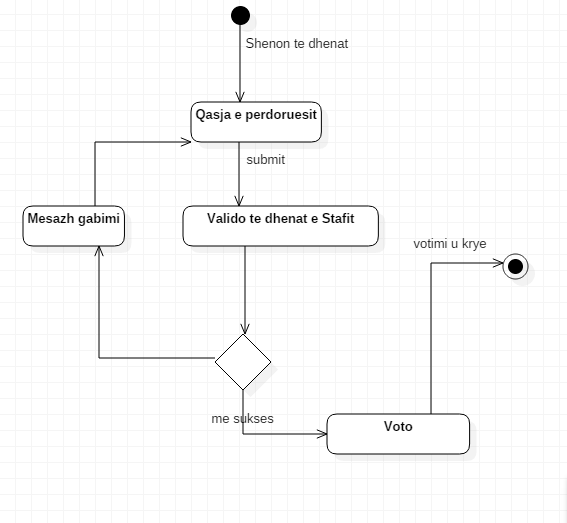 Shenon te dhenat
Qasja e perdoruesit
submit
Mesazh gabimi
Valido te dhenat e Stafit
votimi u krye
me sukses
Voto